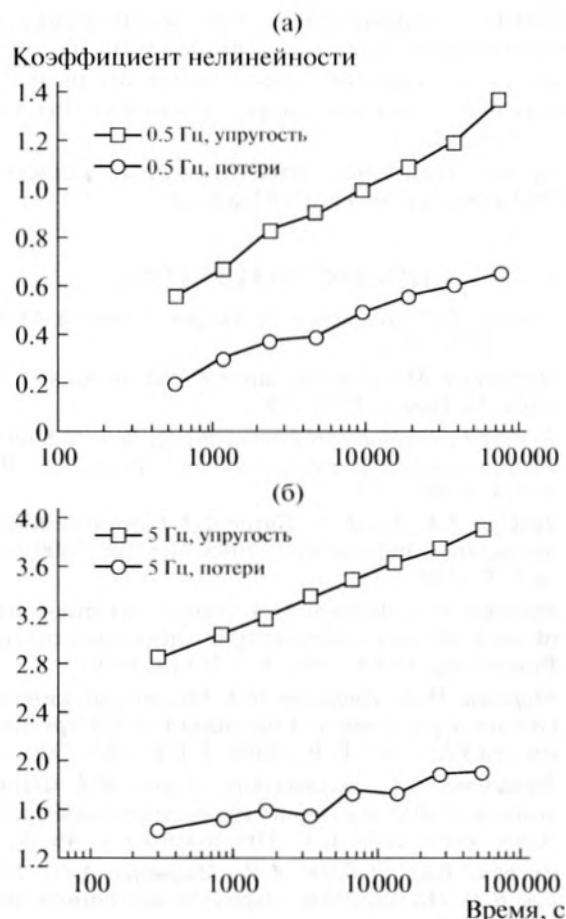 (а)
Коэффициент нелинейности
1.4
1.2
1.0
0.8
0.6
0.4
0.2
0
0.5 Гц, упругость
0.5 Гц, потери
100 1000 10000 100000
(б)
4.0
3.6
3.2
2.8
2.4
2.0
1.6
1.2
5 Гц, упругость
5 Гц, потери
100 1000 10000 100000
Время, с